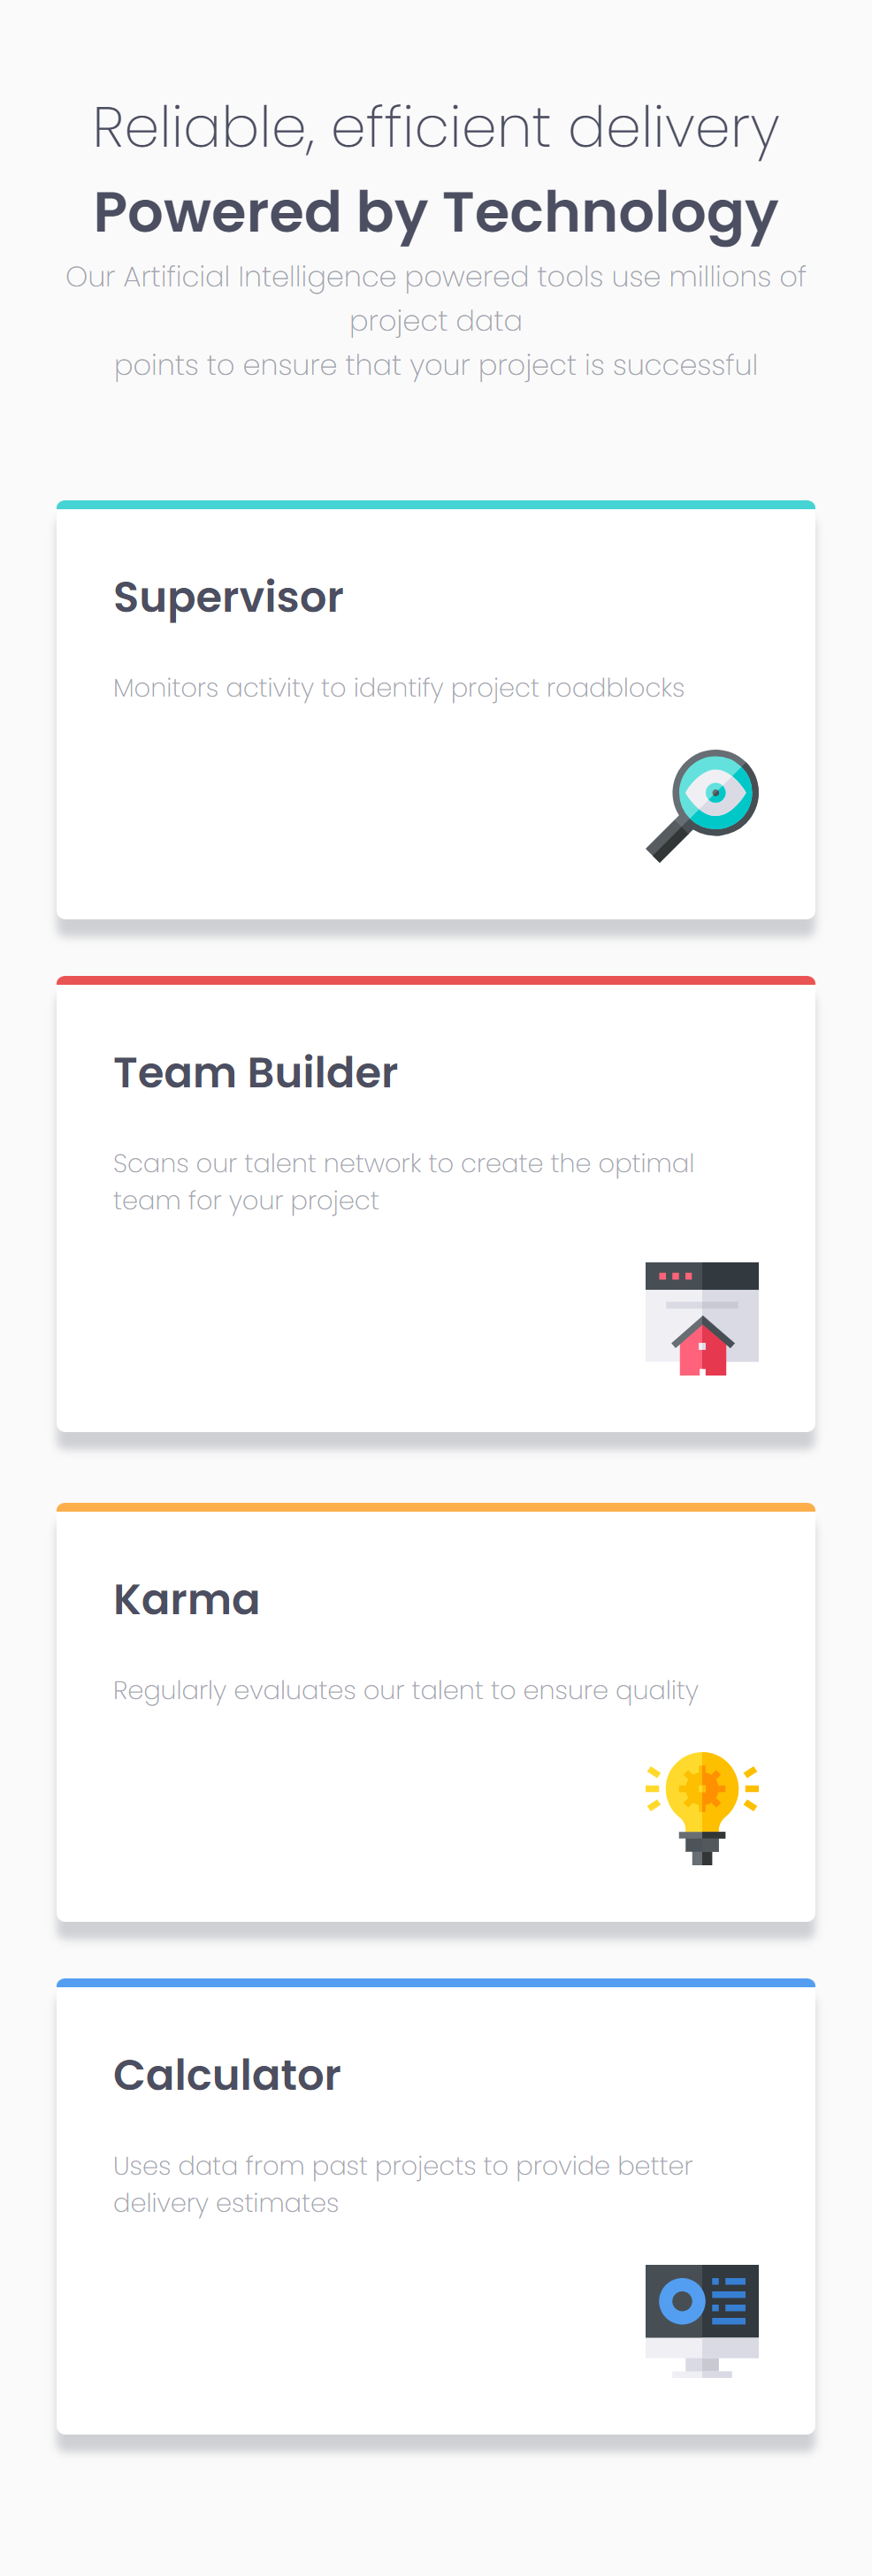 Reliable, efficient delivery
Powered by Technology
Our Artificial Intelligence powered tools use millions of
project data
points to ensure that your project is successful
Supervisor
Monitors activity to identify project roadblocks
Team Builder
Scans our talent network to create the optimal
team for your project
Karma
Regularly evaluates our talent to ensure quality
Calculator
Uses data from past projects to provide better
delivery estimates